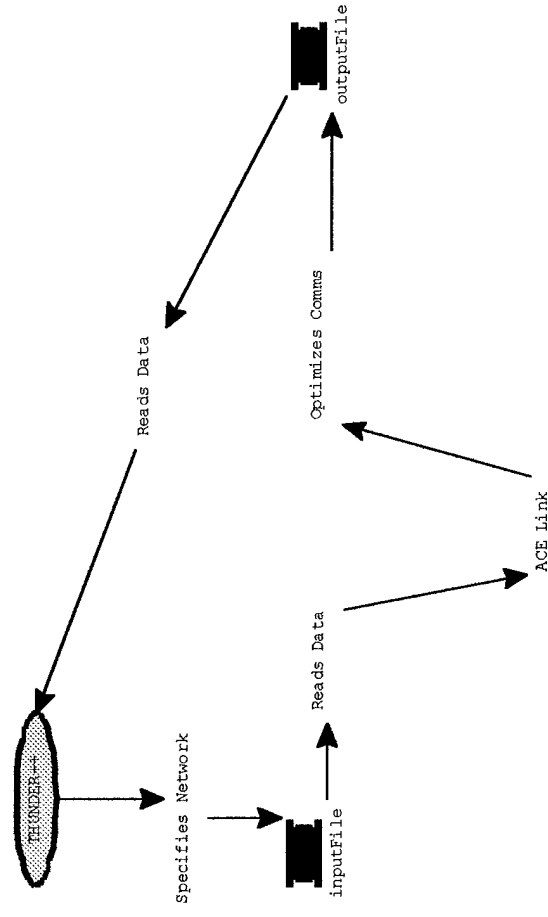 THUNDER++
Specifies Network
inputFile
Reads Data
ACE Link
Optimizes Comms
outputFile
Reads Data